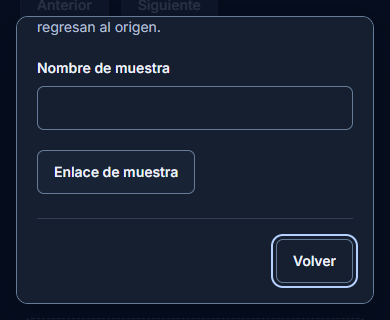 Anterior Siguiente
regresan al origen.
Nombre de muestra
Enlace de muestra
Volver